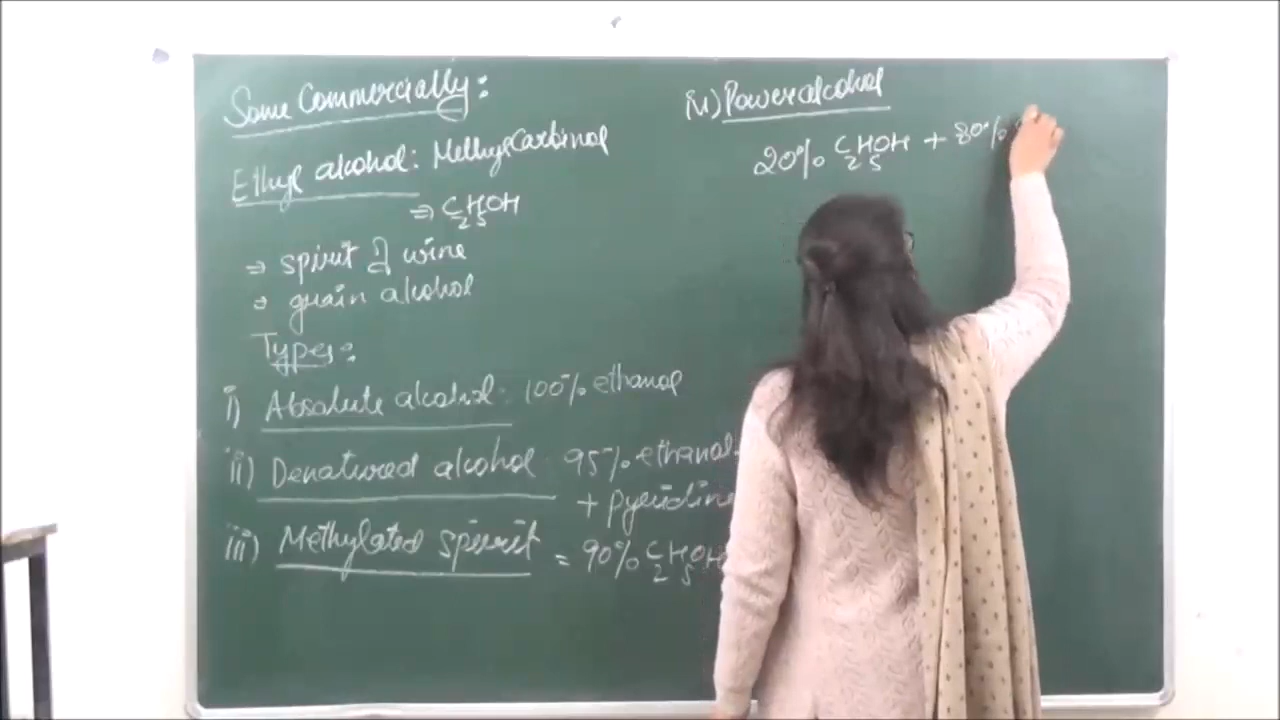 Some Commercially:
Ethyl alcohol: Methyl Carbinol
⇒ C2H5OH
⇒ spirit of wine
⇒ grain alcohol
Types:
i) Absolute alcohol: 100% ethanol
ii) Denatured alcohol: 95% ethanol
+ pyridine
iii) Methylated spirit = 90% C2H5OH
iv) Power alcohol
20% C2H5OH + 80%